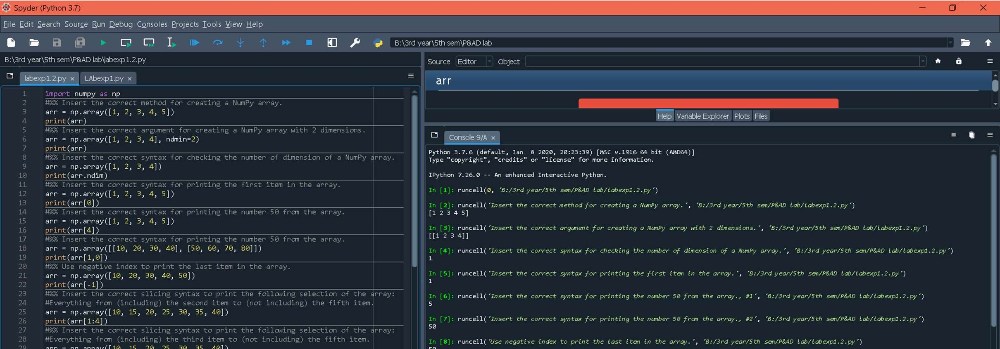 Spyder (Python 3.7)
File Edit Search Source Run Debug Consoles Projects Tools View Help
B:\3rd year\5th sem\P&AD lab
B:\3rd year\5th sem\P&AD lab\labexp1.2.py
labexp1.2.py
LAbexp1.py
1 import numpy as np
2 #%% Insert the correct method for creating a NumPy array.
3 arr = np.array([1, 2, 3, 4, 5])
4 print(arr)
5 #%% Insert the correct argument for creating a NumPy array with 2 dimensions.
6 arr = np.array([1, 2, 3, 4], ndmin=2)
7 print(arr)
8 #%% Insert the correct syntax for checking the number of dimension of a NumPy array.
9 arr = np.array([1, 2, 3, 4])
10 print(arr.ndim)
11 #%% Insert the correct syntax for printing the first item in the array.
12 arr = np.array([1, 2, 3, 4, 5])
13 print(arr[0])
14 #%% Insert the correct syntax for printing the number 50 from the array.
15 arr = np.array([1, 2, 3, 4, 5])
16 print(arr[4])
17 #%% Insert the correct syntax for printing the number 50 from the array.
18 arr = np.array([[10, 20, 30, 40], [50, 60, 70, 80]])
19 print(arr[1,0])
20 #%% Use negative index to print the last item in the array.
21 arr = np.array([10, 20, 30, 40, 50])
22 print(arr[-1])
23 #%% Insert the correct slicing syntax to print the following selection of the array:
24 #Everything from (including) the second item to (not including) the fifth item.
25 arr = np.array([10, 15, 20, 25, 30, 35, 40])
26 print(arr[1:4])
27 #%% Insert the correct slicing syntax to print the following selection of the array:
28 #Everything from (including) the third item to (not including) the fifth item.
29 arr = np.array([10, 15, 20, 25, 30, 35, 40])
Source Editor Object
arr
Help Variable Explorer Plots Files
Console 9/A
Python 3.7.6 (default, Jan  8 2020, 20:23:39) [MSC v.1916 64 bit (AMD64)]
Type "copyright", "credits" or "license" for more information.
IPython 7.26.0 -- An enhanced Interactive Python.
In [1]: runcell(0, 'B:/3rd year/5th sem/P&AD lab/labexp1.2.py')
In [2]: runcell('Insert the correct method for creating a NumPy array.', 'B:/3rd year/5th sem/P&AD lab/labexp1.2.py')
[1 2 3 4 5]
In [3]: runcell('Insert the correct argument for creating a NumPy array with 2 dimensions.', 'B:/3rd year/5th sem/P&AD lab/labexp1.2.py')
[[1 2 3 4]]
In [4]: runcell('Insert the correct syntax for checking the number of dimension of a NumPy array.', 'B:/3rd year/5th sem/P&AD lab/labexp1.2.py')
1
In [5]: runcell('Insert the correct syntax for printing the first item in the array.', 'B:/3rd year/5th sem/P&AD lab/labexp1.2.py')
1
In [6]: runcell('Insert the correct syntax for printing the number 50 from the array., #1', 'B:/3rd year/5th sem/P&AD lab/labexp1.2.py')
5
In [7]: runcell('Insert the correct syntax for printing the number 50 from the array., #2', 'B:/3rd year/5th sem/P&AD lab/labexp1.2.py')
50
In [8]: runcell('Use negative index to print the last item in the array.', 'B:/3rd year/5th sem/P&AD lab/labexp1.2.py')
50